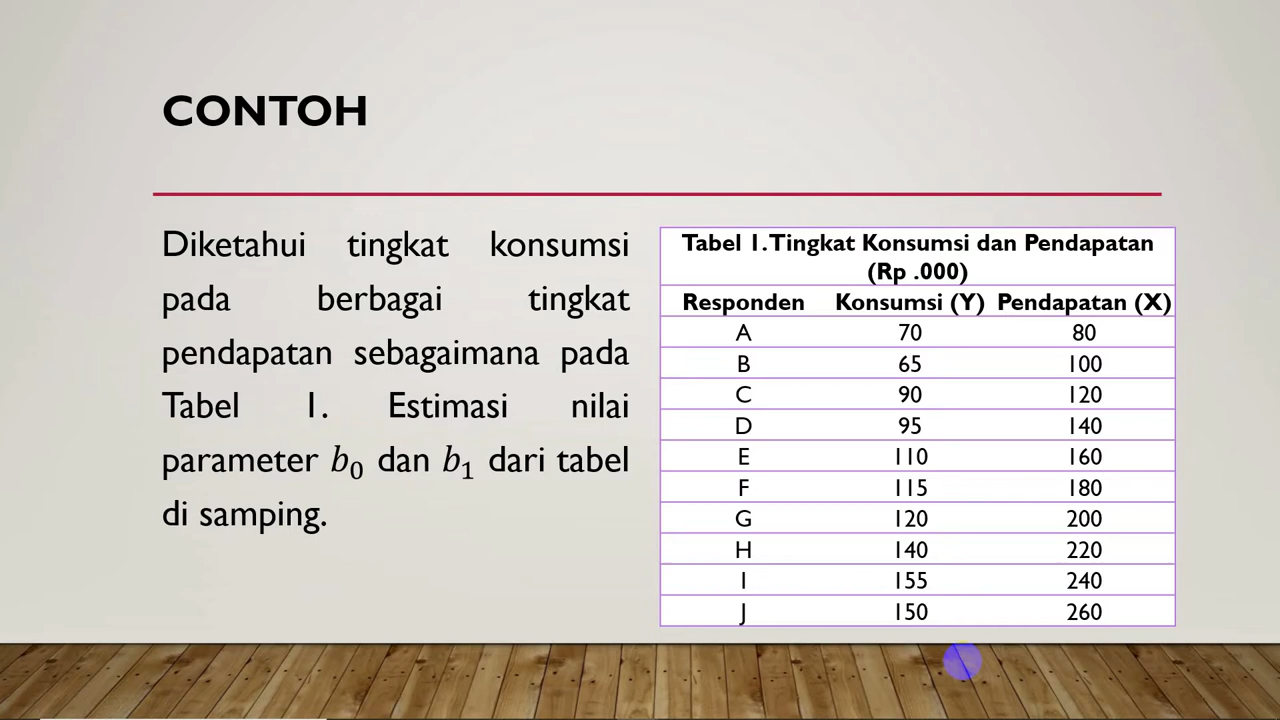 CONTOH
Diketahui tingkat konsumsi
pada berbagai tingkat
pendapatan sebagaimana pada
Tabel 1. Estimasi nilai
parameter b₀ dan b₁ dari tabel
di samping.
Tabel 1. Tingkat Konsumsi dan Pendapatan
(Rp .000)
Responden Konsumsi (Y) Pendapatan (X)
A 70 80
B 65 100
C 90 120
D 95 140
E 110 160
F 115 180
G 120 200
H 140 220
I 155 240
J 150 260